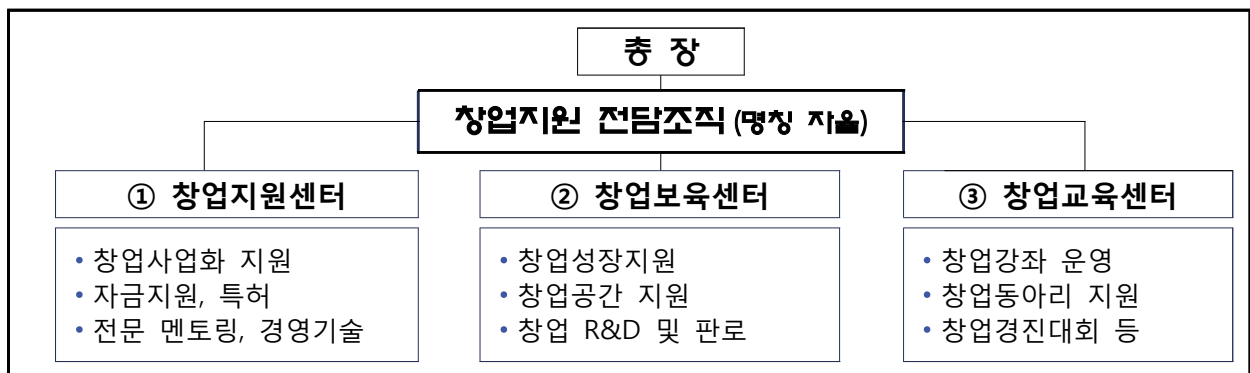 총 장
창업지원 전담조직 (명칭 자율)
① 창업지원센터
• 창업사업화 지원
• 자금지원, 특허
• 전문 멘토링, 경영기술
② 창업보육센터
• 창업성장지원
• 창업공간 지원
• 창업 R&D 및 판로
③ 창업교육센터
• 창업강좌 운영
• 창업동아리 지원
• 창업경진대회 등